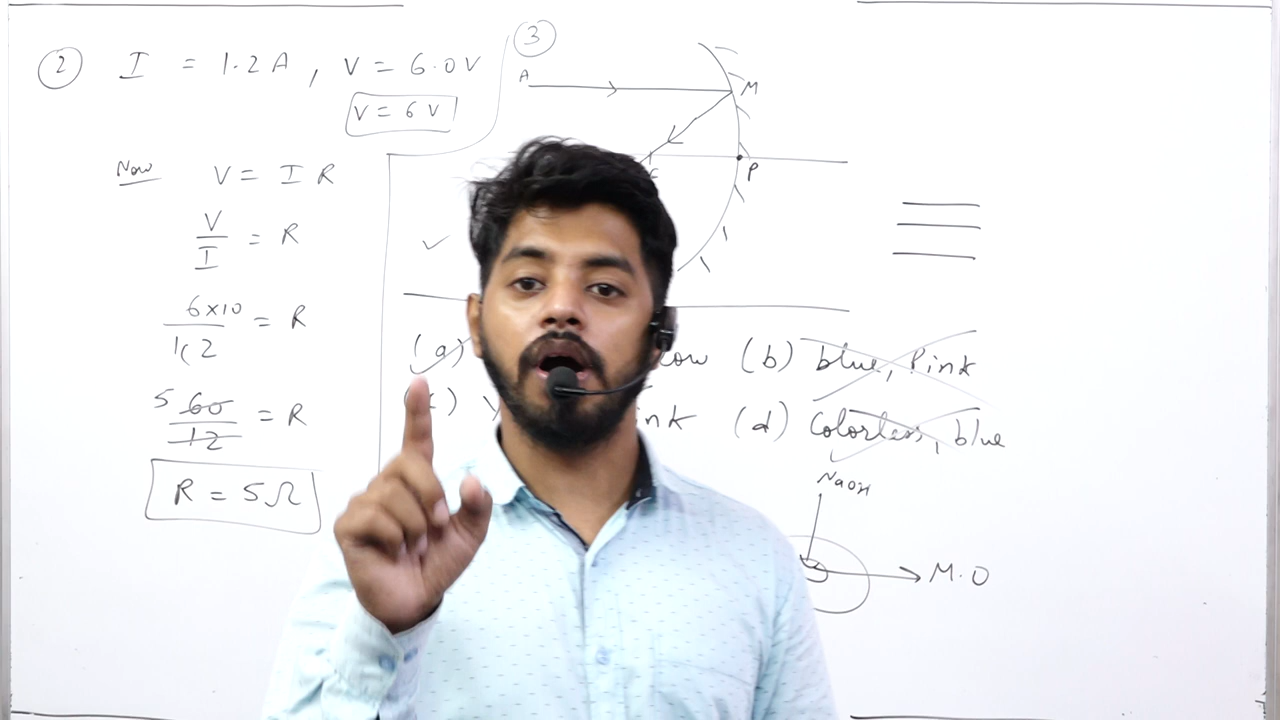 2 I = 1.2A, V = 6.0V
V = 6V
Now V = IR
V/I = R
6x10/12 = R
5 60/12 = R
R = 5Ω
3
A
M
P
(a) (b) blue, Pink
(d) Colorless, blue
NaOH
M.O